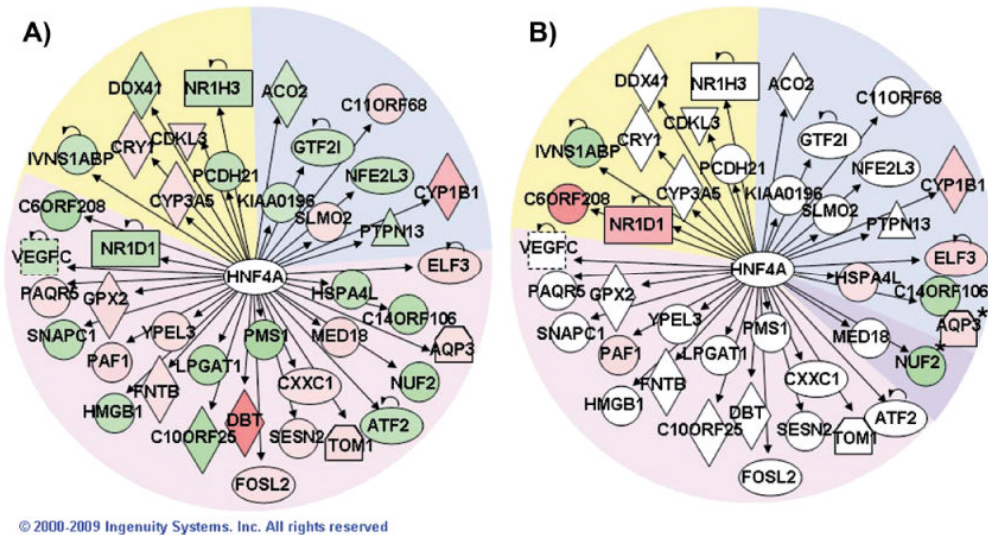 A)
B)
DDX41
NR1H3
ACO2
C11ORF68
CRY1
CDKL3
GTF2I
IVNS1ABP
PCDH21
NFE2L3
CYP3A5
KIAA0196
CYP1B1
C6ORF208
SLMO2
PTPN13
NR1D1
VEGFC
HNF4A
ELF3
PAQR5
GPX2
HSPA4L
C14ORF106
SNAPC1
YPEL3
PMS1
MED18
AQP3
PAF1
LPGAT1
FNTB
CXXC1
NUF2
HMGB1
DBT
ATF2
C10ORF25
SESN2
TOM1
FOSL2
DDX41
NR1H3
ACO2
C11ORF68
CRY1
CDKL3
GTF2I
IVNS1ABP
PCDH21
NFE2L3
CYP3A5
KIAA0196
CYP1B1
C6ORF208
SLMO2
PTPN13
NR1D1
VEGFC
HNF4A
ELF3
PAQR5
GPX2
HSPA4L
C14ORF106
SNAPC1
YPEL3
PMS1
MED18
AQP3 *
PAF1
LPGAT1
NUF2 *
FNTB
CXXC1
HMGB1
DBT
ATF2
C10ORF25
SESN2
TOM1
FOSL2
© 2000-2009 Ingenuity Systems. Inc. All rights reserved